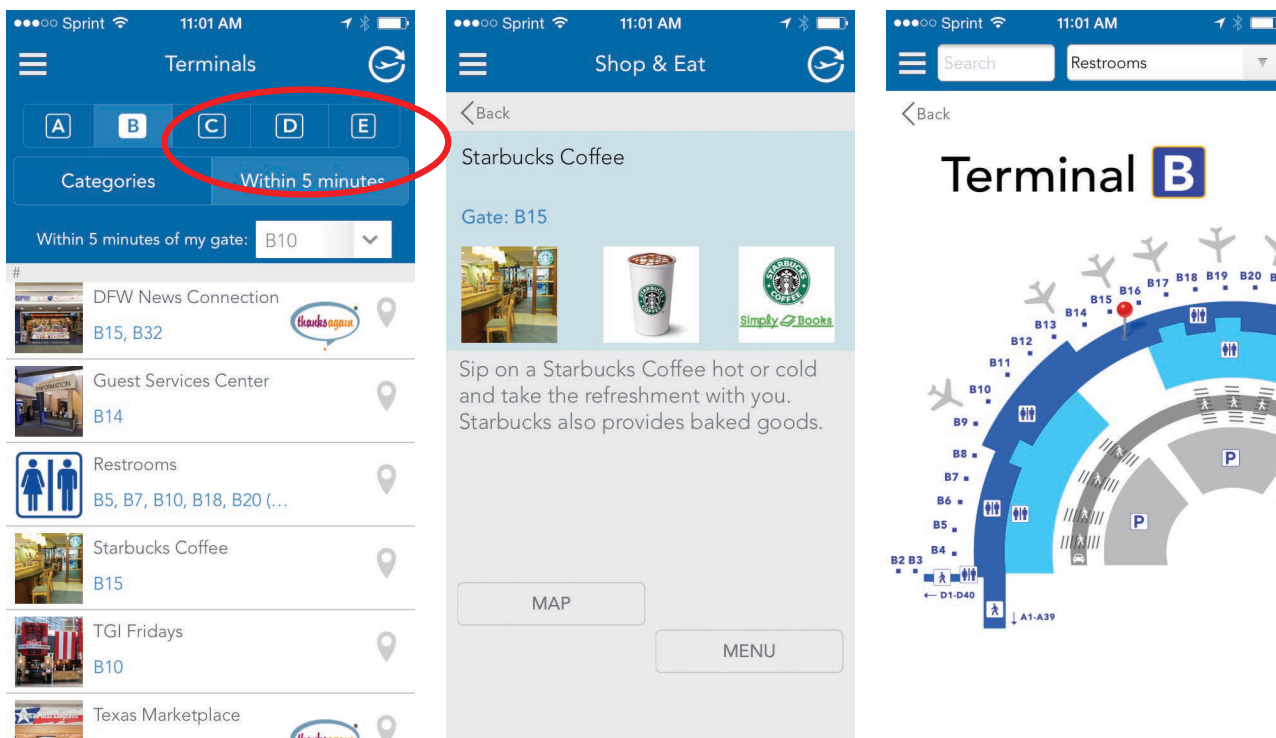 Sprint 11:01 AM
Terminals
A B C D E
Categories Within 5 minutes
Within 5 minutes of my gate: B10
#
DFW News Connection
B15, B32
thanks again
Guest Services Center
B14
INFORMATION
Restrooms
B5, B7, B10, B18, B20 (...
Starbucks Coffee
B15
TGI Fridays
B10
Texas Marketplace
Sprint 11:01 AM
Shop & Eat
Back
Starbucks Coffee
Gate: B15
STARBUCKS
COFFEE
Simply Books
Sip on a Starbucks Coffee hot or cold
and take the refreshment with you.
Starbucks also provides baked goods.
MAP
MENU
Sprint 11:01 AM
Search Restrooms
Back
Terminal B
B20
B19
B18
B17
B16
B15
B14
B13
B12
B11
B10
B9
B8
B7
B6
B5
B4
B2 B3
P
P
← D1-D40
↓ A1-A39